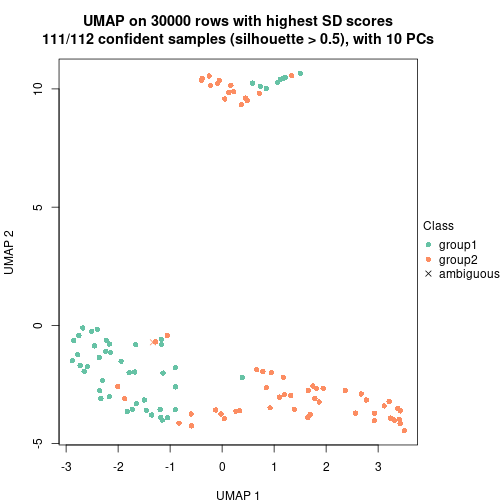 UMAP on 30000 rows with highest SD scores
111/112 confident samples (silhouette > 0.5), with 10 PCs
10
5
0
-5
UMAP 2
-3
-2
-1
0
1
2
3
UMAP 1
Class
group1
group2
ambiguous